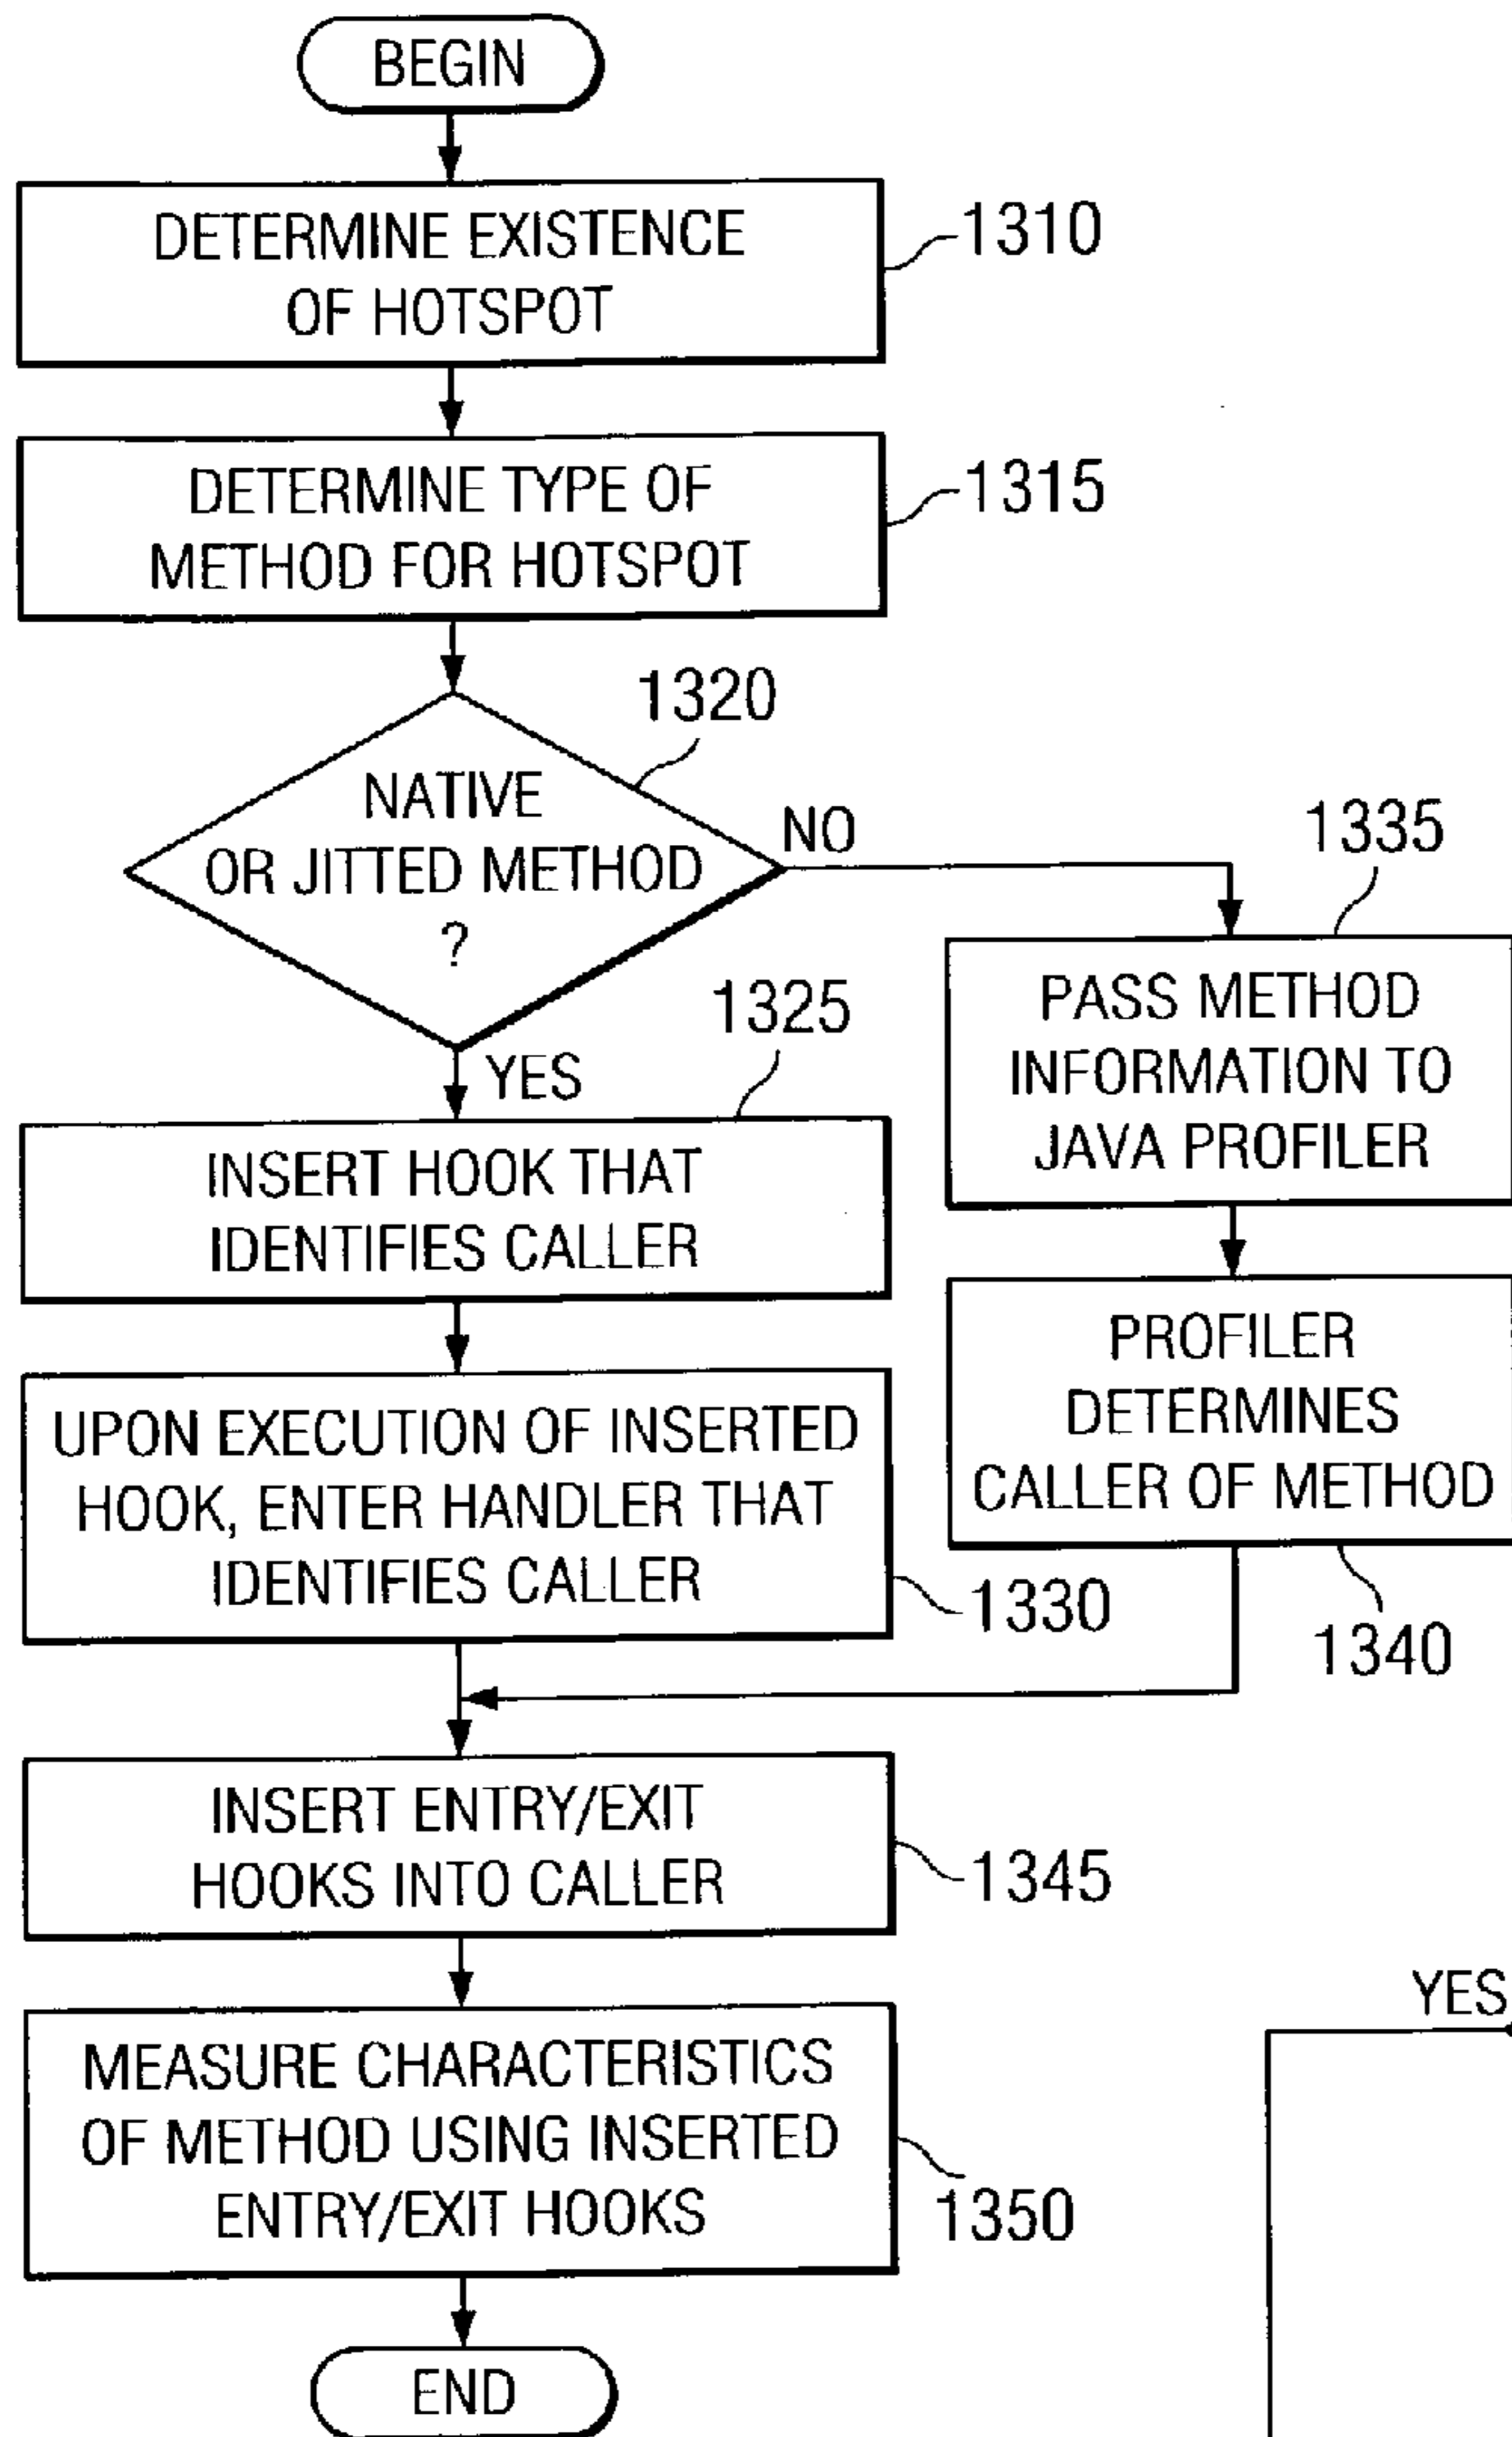 BEGIN
DETERMINE EXISTENCE
OF HOTSPOT
1310
DETERMINE TYPE OF
METHOD FOR HOTSPOT
1315
1320
NATIVE
OR JITTED METHOD
?
NO
YES
1325
INSERT HOOK THAT
IDENTIFIES CALLER
1335
PASS METHOD
INFORMATION TO
JAVA PROFILER
UPON EXECUTION OF INSERTED
HOOK, ENTER HANDLER THAT
IDENTIFIES CALLER
1330
PROFILER
DETERMINES
CALLER OF METHOD
1340
INSERT ENTRY/EXIT
HOOKS INTO CALLER
1345
MEASURE CHARACTERISTICS
OF METHOD USING INSERTED
ENTRY/EXIT HOOKS
1350
YES
END